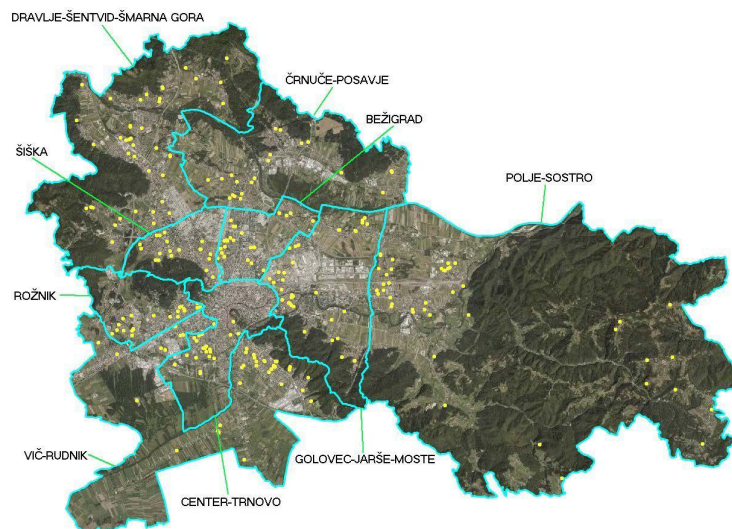 DRAVLJE-ŠENTVID-ŠMARNA GORA
ČRNUČE-POSAVJE
BEŽIGRAD
ŠIŠKA
POLJE-SOSTRO
ROŽNIK
VIČ-RUDNIK
GOLOVEC-JARŠE-MOSTE
CENTER-TRNOVO